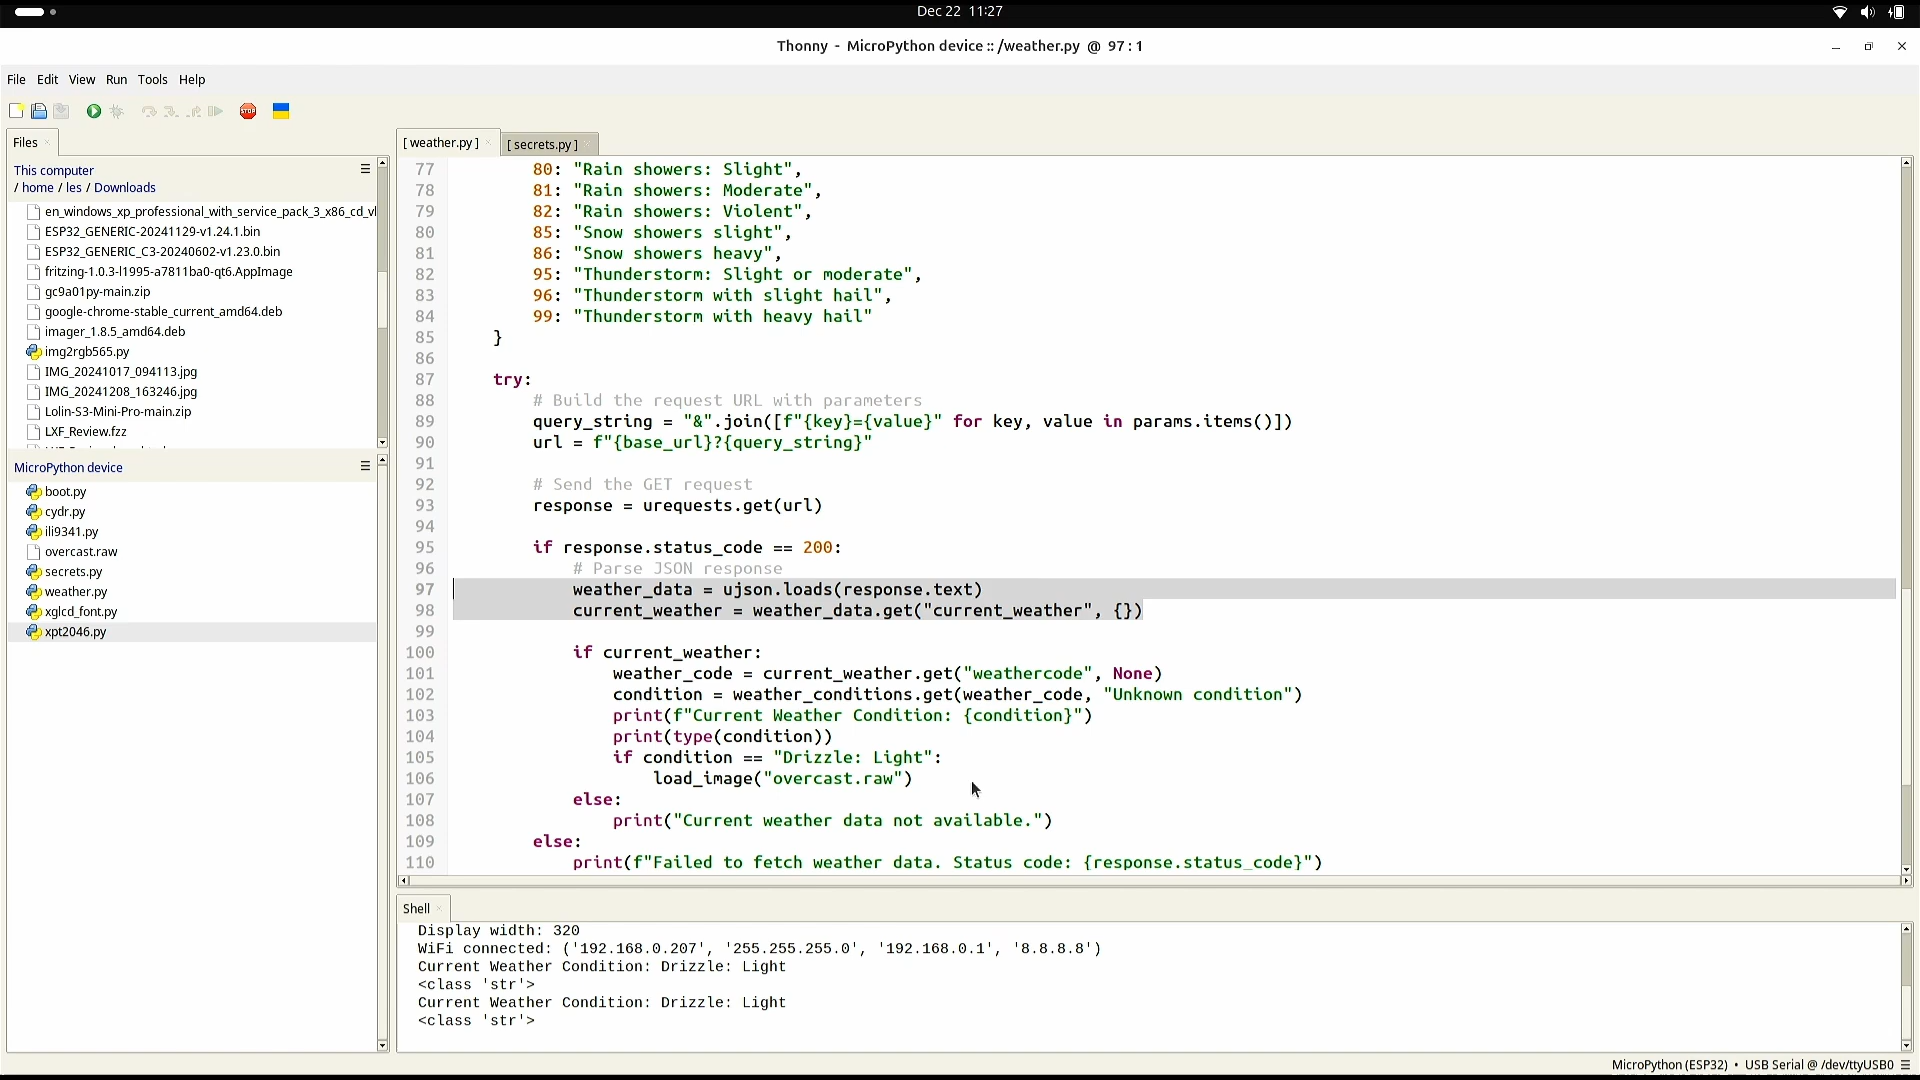 Dec 22 11:27
Thonny - MicroPython device :: /weather.py @ 97 : 1
File Edit View Run Tools Help
STOP
Files
This computer
/ home / les / Downloads
en_windows_xp_professional_with_service_pack_3_x86_cd_vl
ESP32_GENERIC-20241129-v1.24.1.bin
ESP32_GENERIC_C3-20240602-v1.23.0.bin
fritzing-1.0.3-l1995-a7811ba0-qt6.AppImage
gc9a01py-main.zip
google-chrome-stable_current_amd64.deb
imager_1.8.5_amd64.deb
img2rgb565.py
IMG_20241017_094113.jpg
IMG_20241208_163246.jpg
Lolin-S3-Mini-Pro-main.zip
LXF_Review.fzz
MicroPython device
boot.py
cydr.py
ili9341.py
overcast.raw
secrets.py
weather.py
xglcd_font.py
xpt2046.py
[ weather.py ] [ secrets.py ]
77 80: "Rain showers: Slight",
78 81: "Rain showers: Moderate",
79 82: "Rain showers: Violent",
80 85: "Snow showers slight",
81 86: "Snow showers heavy",
82 95: "Thunderstorm: Slight or moderate",
83 96: "Thunderstorm with slight hail",
84 99: "Thunderstorm with heavy hail"
85 }
86
87 try:
88 # Build the request URL with parameters
89 query_string = "&".join([f"{key}={value}" for key, value in params.items()])
90 url = f"{base_url}?{query_string}"
91
92 # Send the GET request
93 response = urequests.get(url)
94
95 if response.status_code == 200:
96 # Parse JSON response
97 weather_data = ujson.loads(response.text)
98 current_weather = weather_data.get("current_weather", {})
99
100 if current_weather:
101 weather_code = current_weather.get("weathercode", None)
102 condition = weather_conditions.get(weather_code, "Unknown condition")
103 print(f"Current Weather Condition: {condition}")
104 print(type(condition))
105 if condition == "Drizzle: Light":
106 load_image("overcast.raw")
107 else:
108 print("Current weather data not available.")
109 else:
110 print(f"Failed to fetch weather data. Status code: {response.status_code}")
Shell
Display width: 320
WiFi connected: ('192.168.0.207', '255.255.255.0', '192.168.0.1', '8.8.8.8')
Current Weather Condition: Drizzle: Light
<class 'str'>
Current Weather Condition: Drizzle: Light
<class 'str'>
MicroPython (ESP32) • USB Serial @ /dev/ttyUSB0